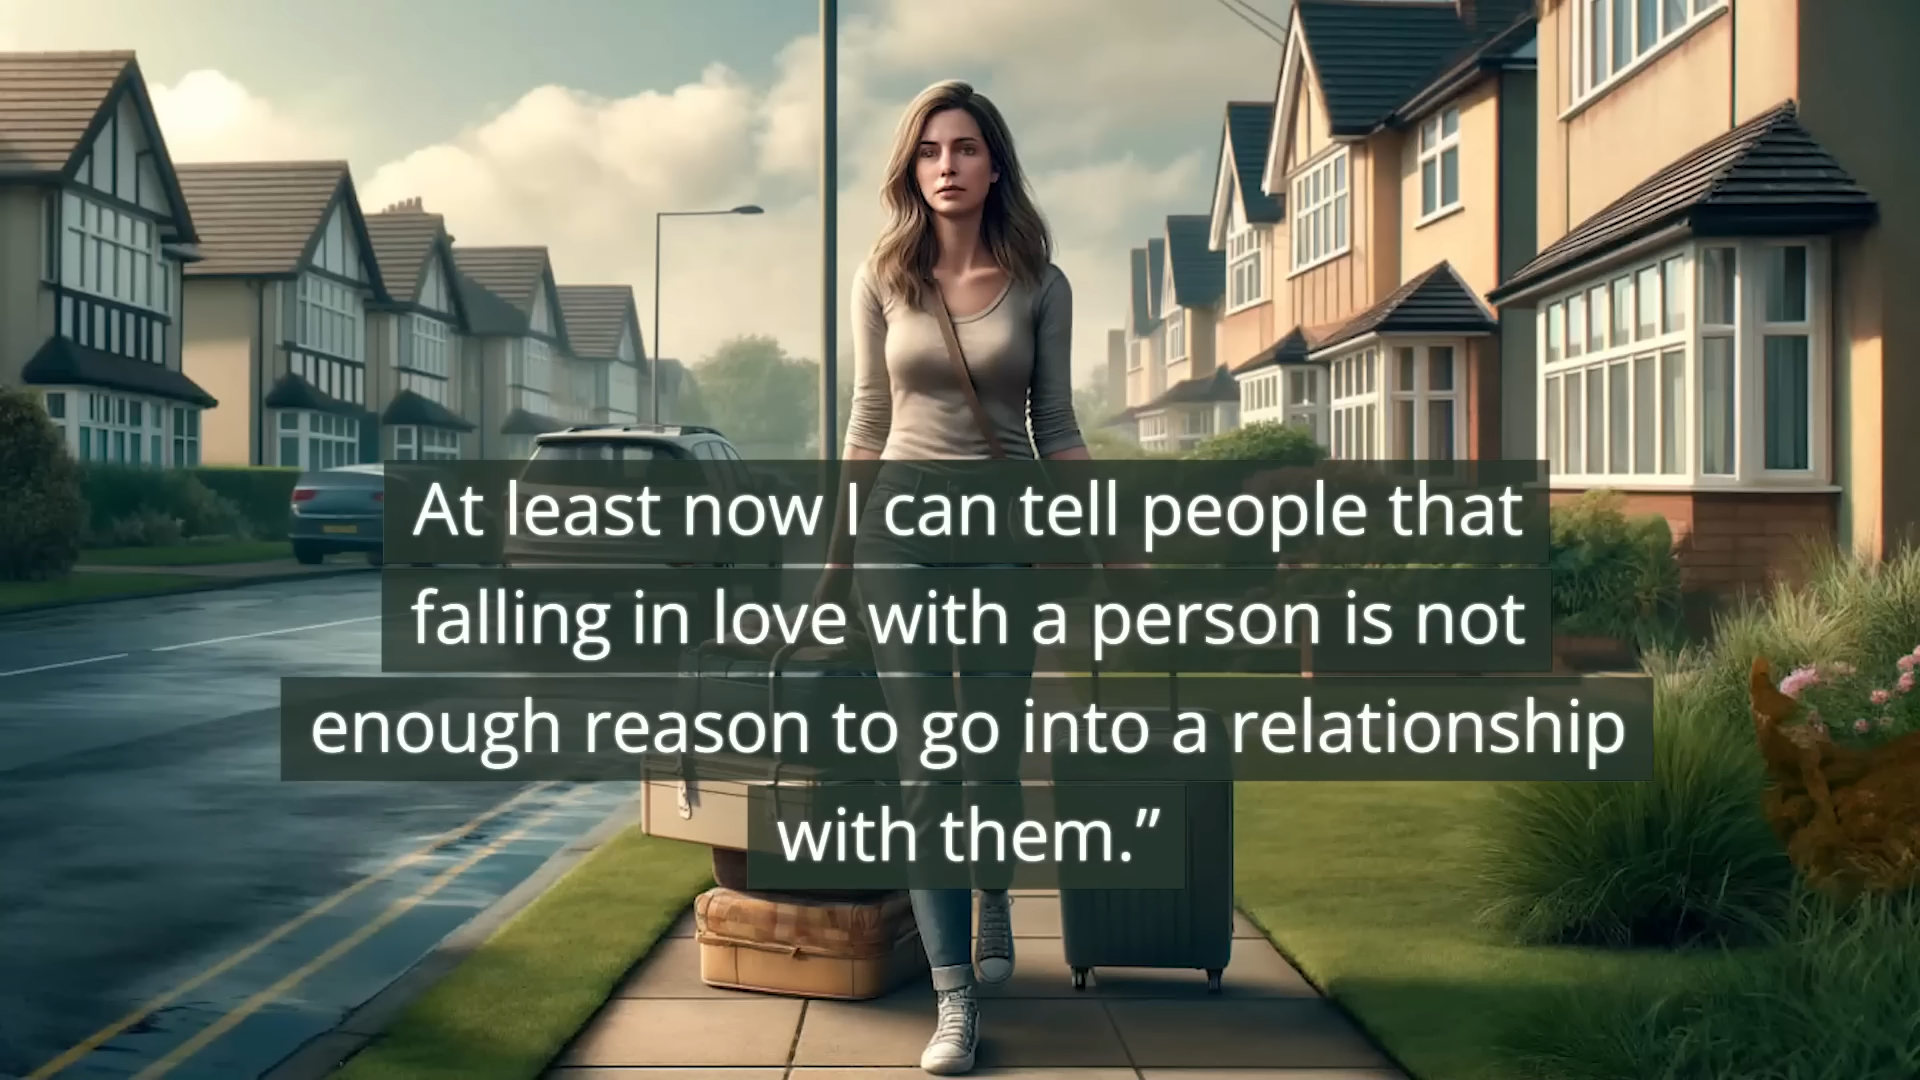 At least now I can tell people that
falling in love with a person is not
enough reason to go into a relationship
with them.”